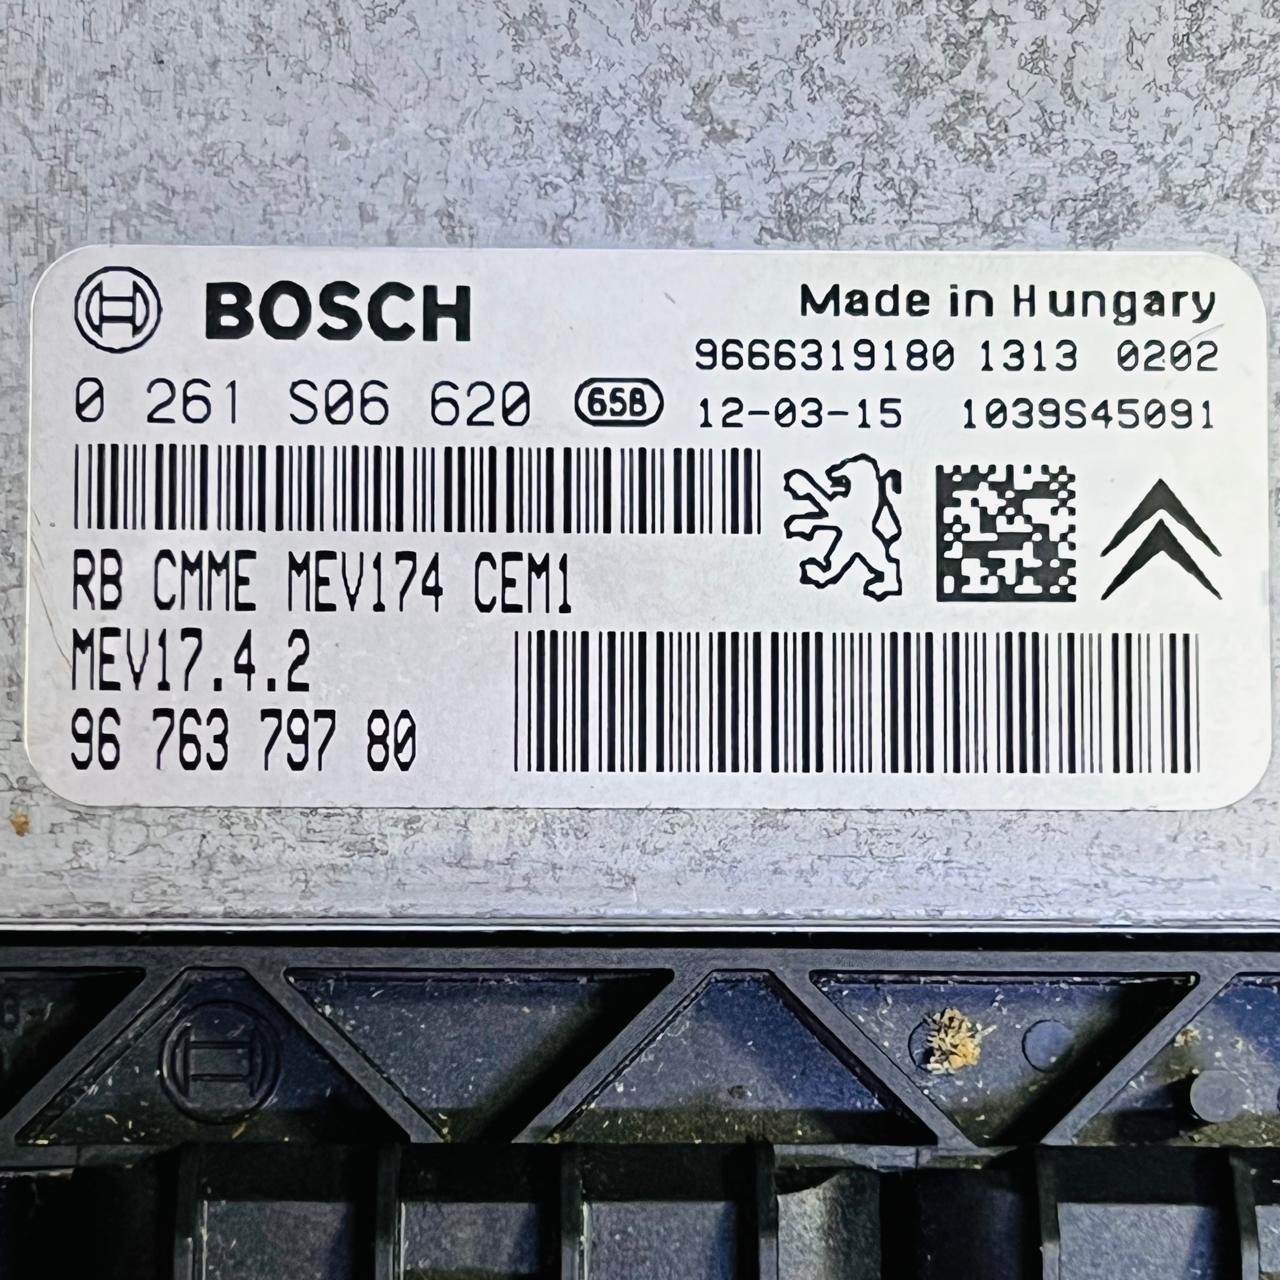 BOSCH
Made in Hungary
9666319180 1313 0202
0 261 S06 620 65B 12-03-15 1039S45091
RB CMME MEV174 CEM1
MEV17.4.2
96 763 797 80